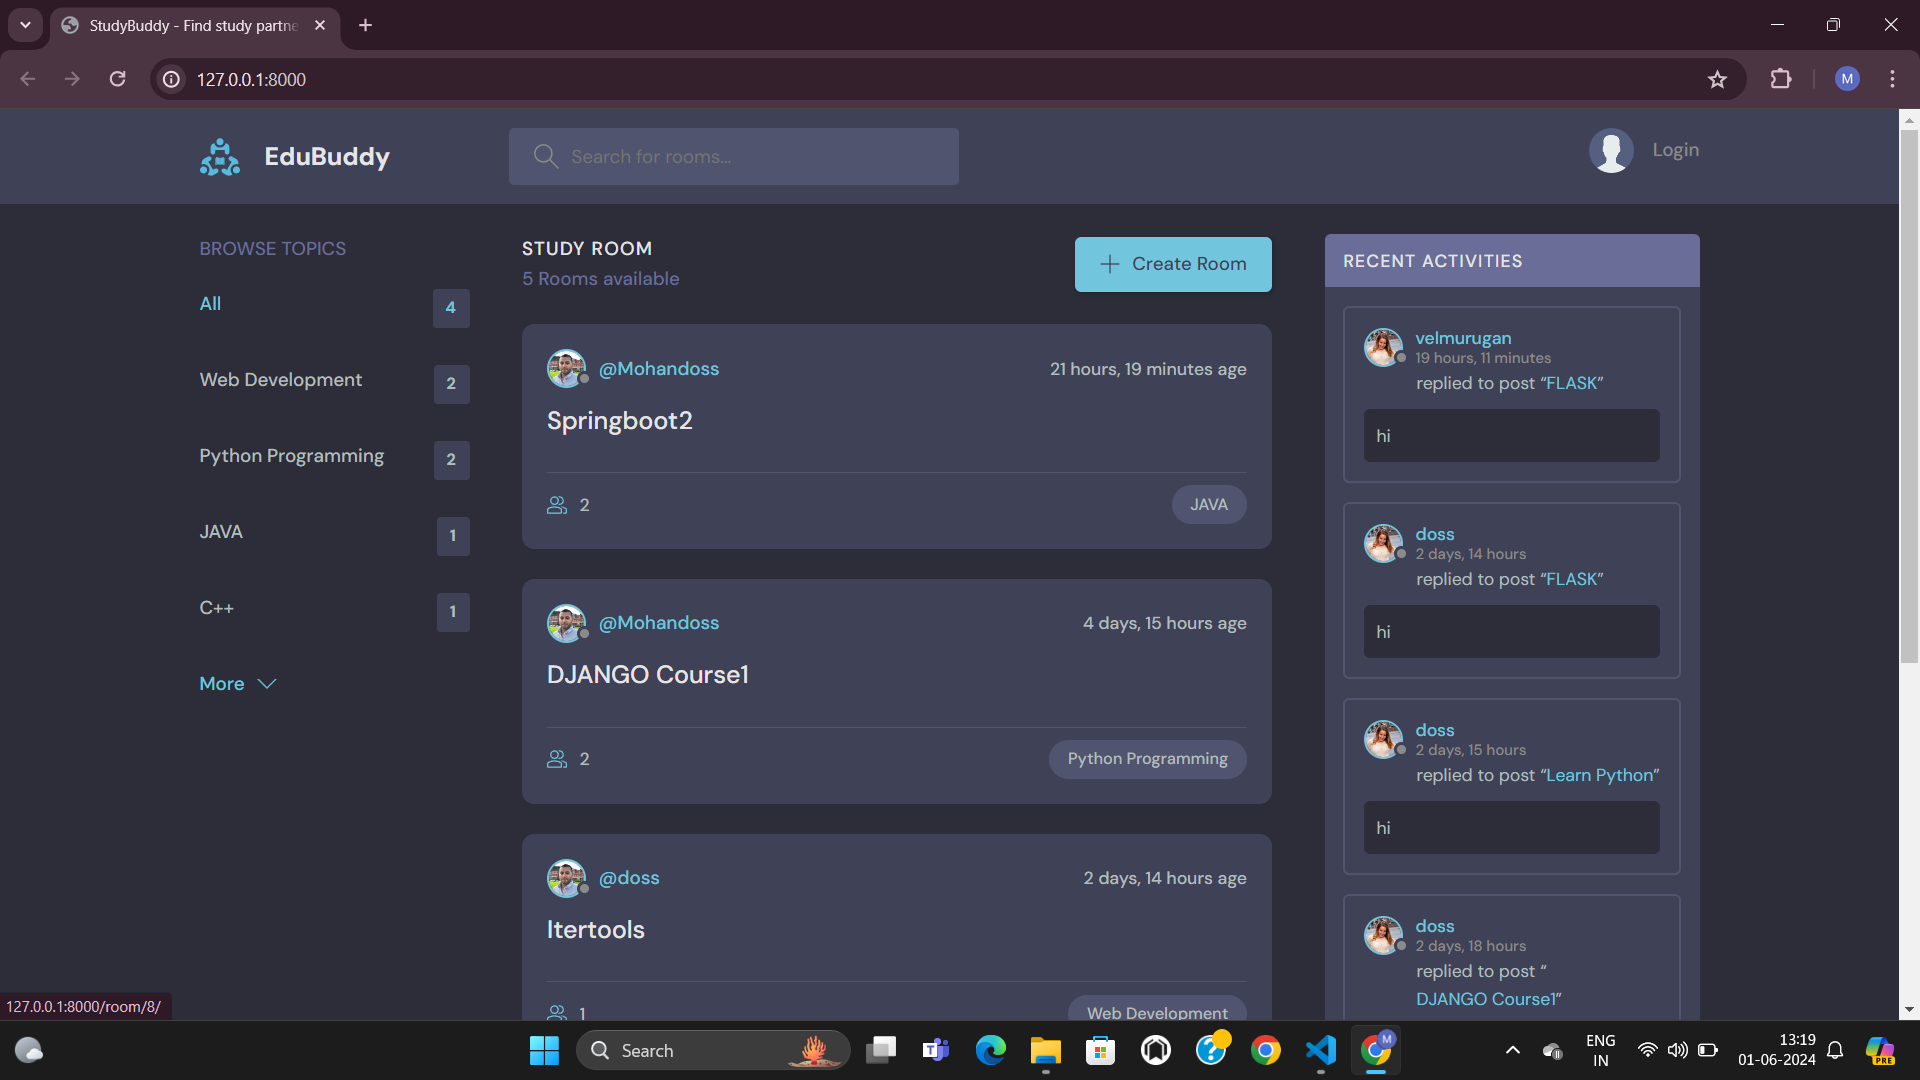 StudyBuddy - Find study partne
127.0.0.1:8000
M
EduBuddy
Search for rooms...
Login
BROWSE TOPICS
All
4
Web Development
2
Python Programming
2
JAVA
1
C++
1
More
STUDY ROOM
5 Rooms available
Create Room
@Mohandoss
21 hours, 19 minutes age
Springboot2
2
JAVA
@Mohandoss
4 days, 15 hours age
DJANGO Course1
2
Python Programming
@doss
2 days, 14 hours age
Itertools
1
Web Development
RECENT ACTIVITIES
velmurugan
19 hours, 11 minutes
replied to post “FLASK”
hi
doss
2 days, 14 hours
replied to post “FLASK”
hi
doss
2 days, 15 hours
replied to post “Learn Python”
hi
doss
2 days, 18 hours
replied to post “
DJANGO Course1”
127.0.0.1:8000/room/8/
Search
T
M
ENG
IN
13:19
01-06-2024
PRE